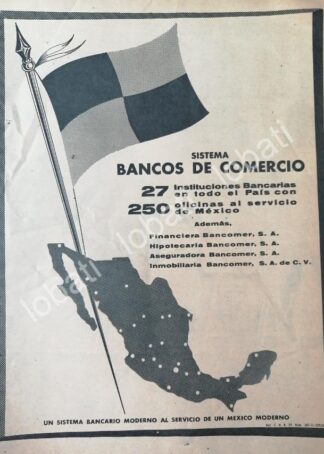 SISTEMA
BANCOS DE COMERCIO
27 Instituciones Bancarias
en todo el País con
250 oficinas al servicio
de México
Además,
Financiera Bancomer, S. A.
Hipotecaria Bancomer, S. A.
Aseguradora Bancomer, S. A.
Inmobiliaria Bancomer, S. A. de C. V.
UN SISTEMA BANCARIO MODERNO AL SERVICIO DE UN MEXICO MODERNO
lobati
lobati
lobati